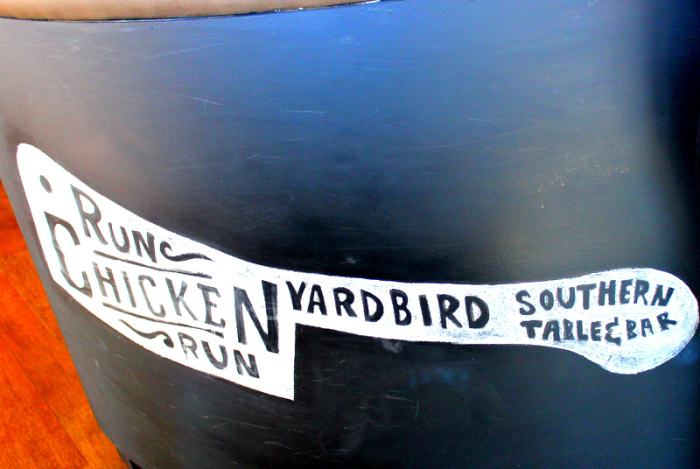 RUN
CHICKEN
RUN
YARDBIRD
SOUTHERN
TABLE & BAR